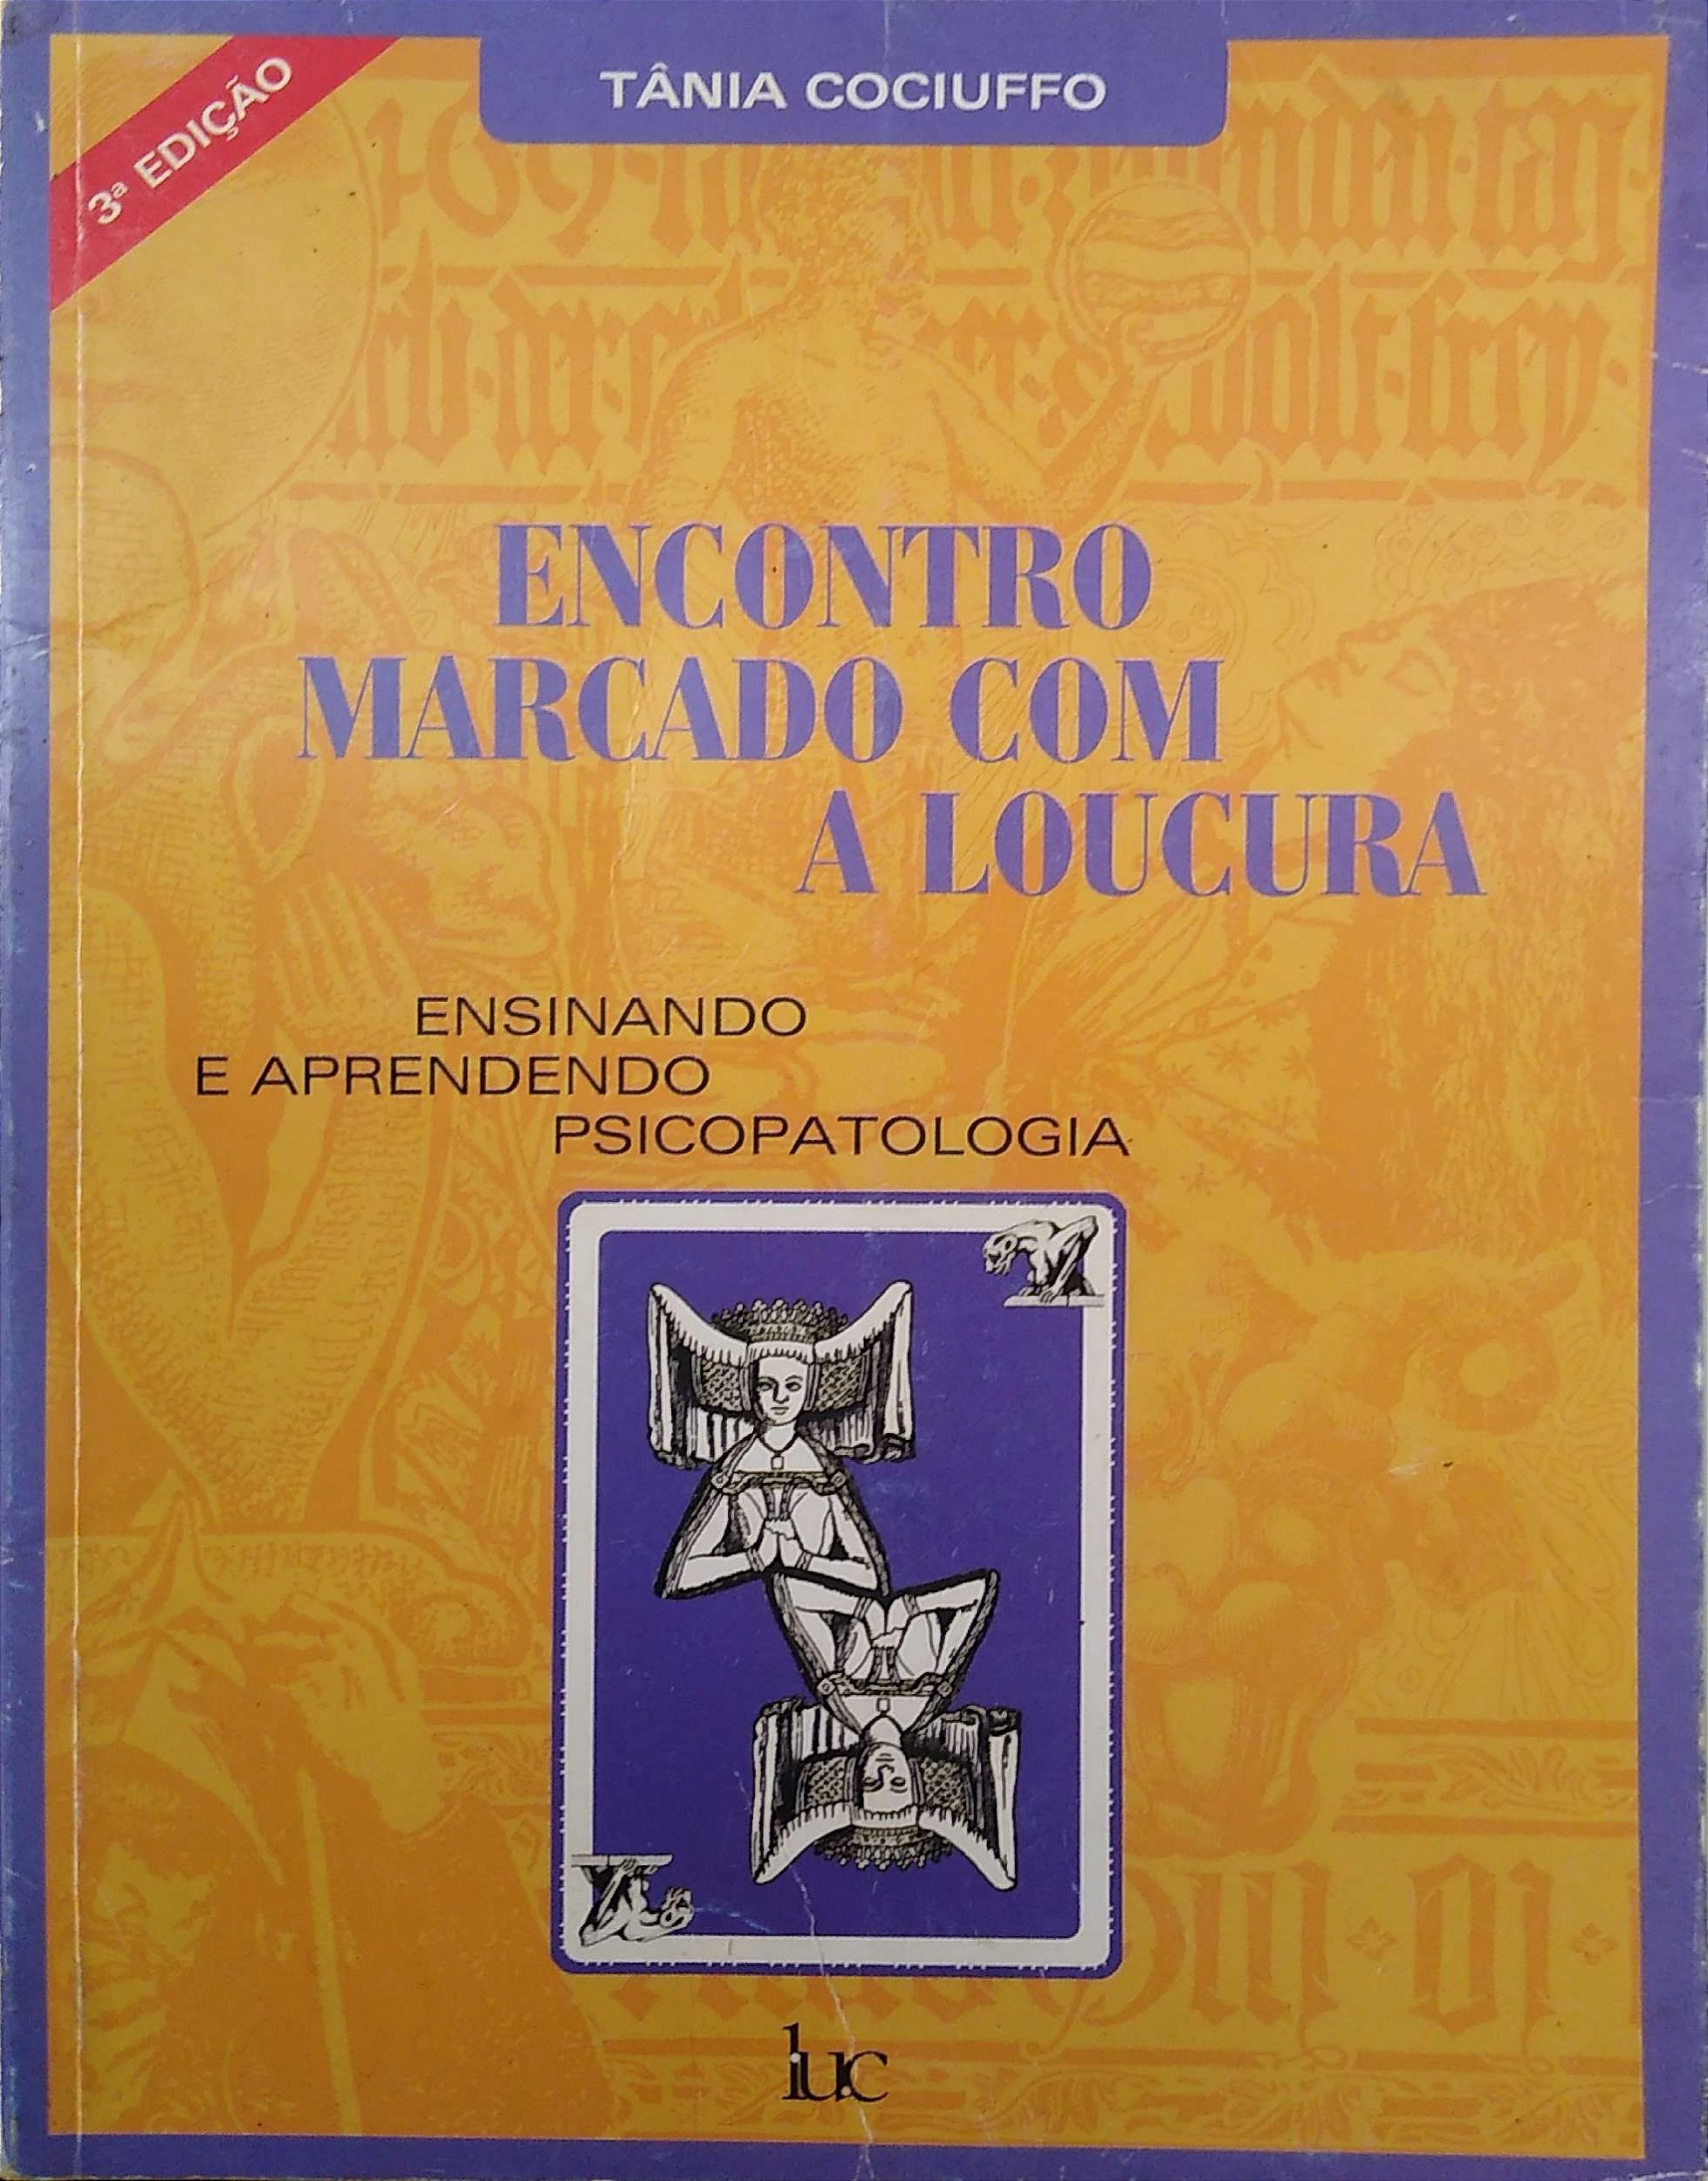 TÂNIA COCIUFFO
3ª EDIÇÃO
ENCONTRO
MARCADO COM
A LOUCURA
ENSINANDO
E APRENDENDO
PSICOPATOLOGIA
luc